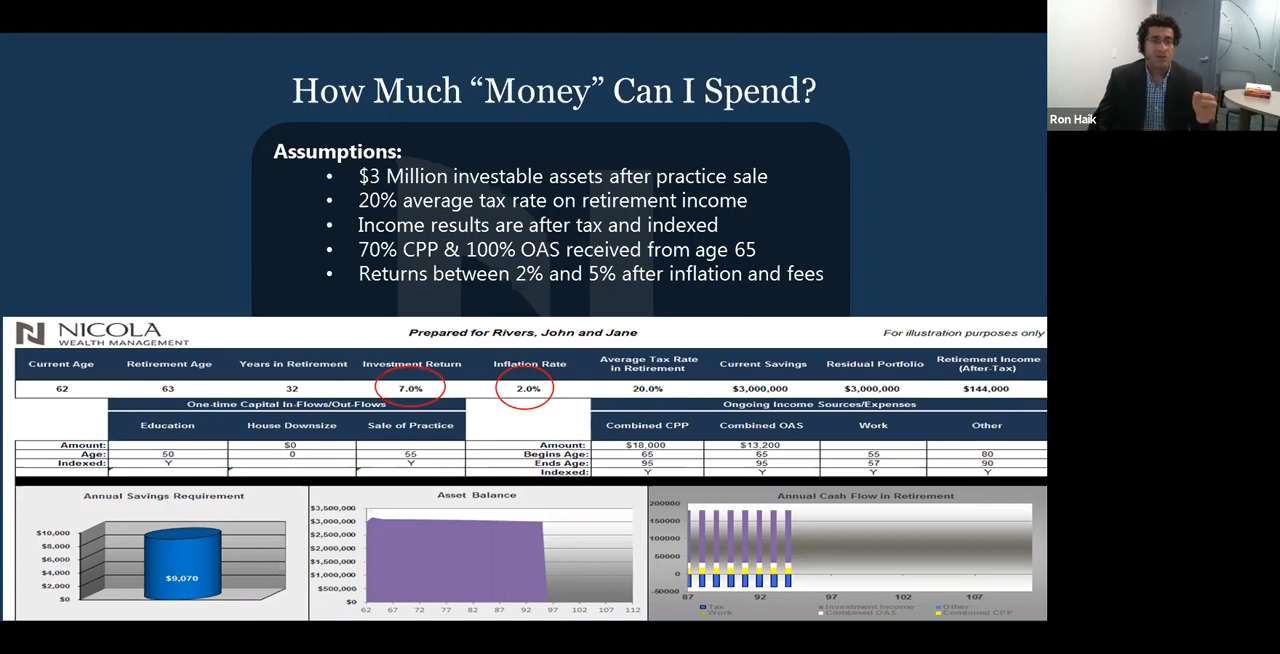 How Much “Money” Can I Spend?
Ron Haik
Assumptions:
• $3 Million investable assets after practice sale
• 20% average tax rate on retirement income
• Income results are after tax and indexed
• 70% CPP & 100% OAS received from age 65
• Returns between 2% and 5% after inflation and fees
NICOLA
WEALTH MANAGEMENT
Prepared for Rivers, John and Jane
For illustration purposes only
Current Age Retirement Age Years in Retirement Investment Return Inflation Rate Average Tax Rate in Retirement Current Savings Residual Portfolio Retirement Income (After-Tax)
62 63 32 7.0% 2.0% 20.0% $3,000,000 $3,000,000 $144,000
One-time Capital In-Flows/Out-Flows Ongoing Income Sources/Expenses
Education House Downsize Sale of Practice Combined CPP Combined OAS Work Other
Amount: $0 Amount: $18,000 $13,200
Age: 50 0 55 Begins Age: 65 65 55 80
Indexed: Y Y Ends Age: 95 95 57 90
Indexed: Y Y Y Y
Annual Savings Requirement
$10,000
$8,000
$6,000
$4,000
$2,000
$0
$9,070
Asset Balance
$3,500,000
$3,000,000
$2,500,000
$2,000,000
$1,500,000
$1,000,000
$500,000
$0
62 67 72 77 82 87 92 97 102 107 112
Annual Cash Flow in Retirement
200000
150000
100000
50000
0
-50000
87 92 97 102 107
Tax Investment Income Other
Work Combined OAS Combined CPP